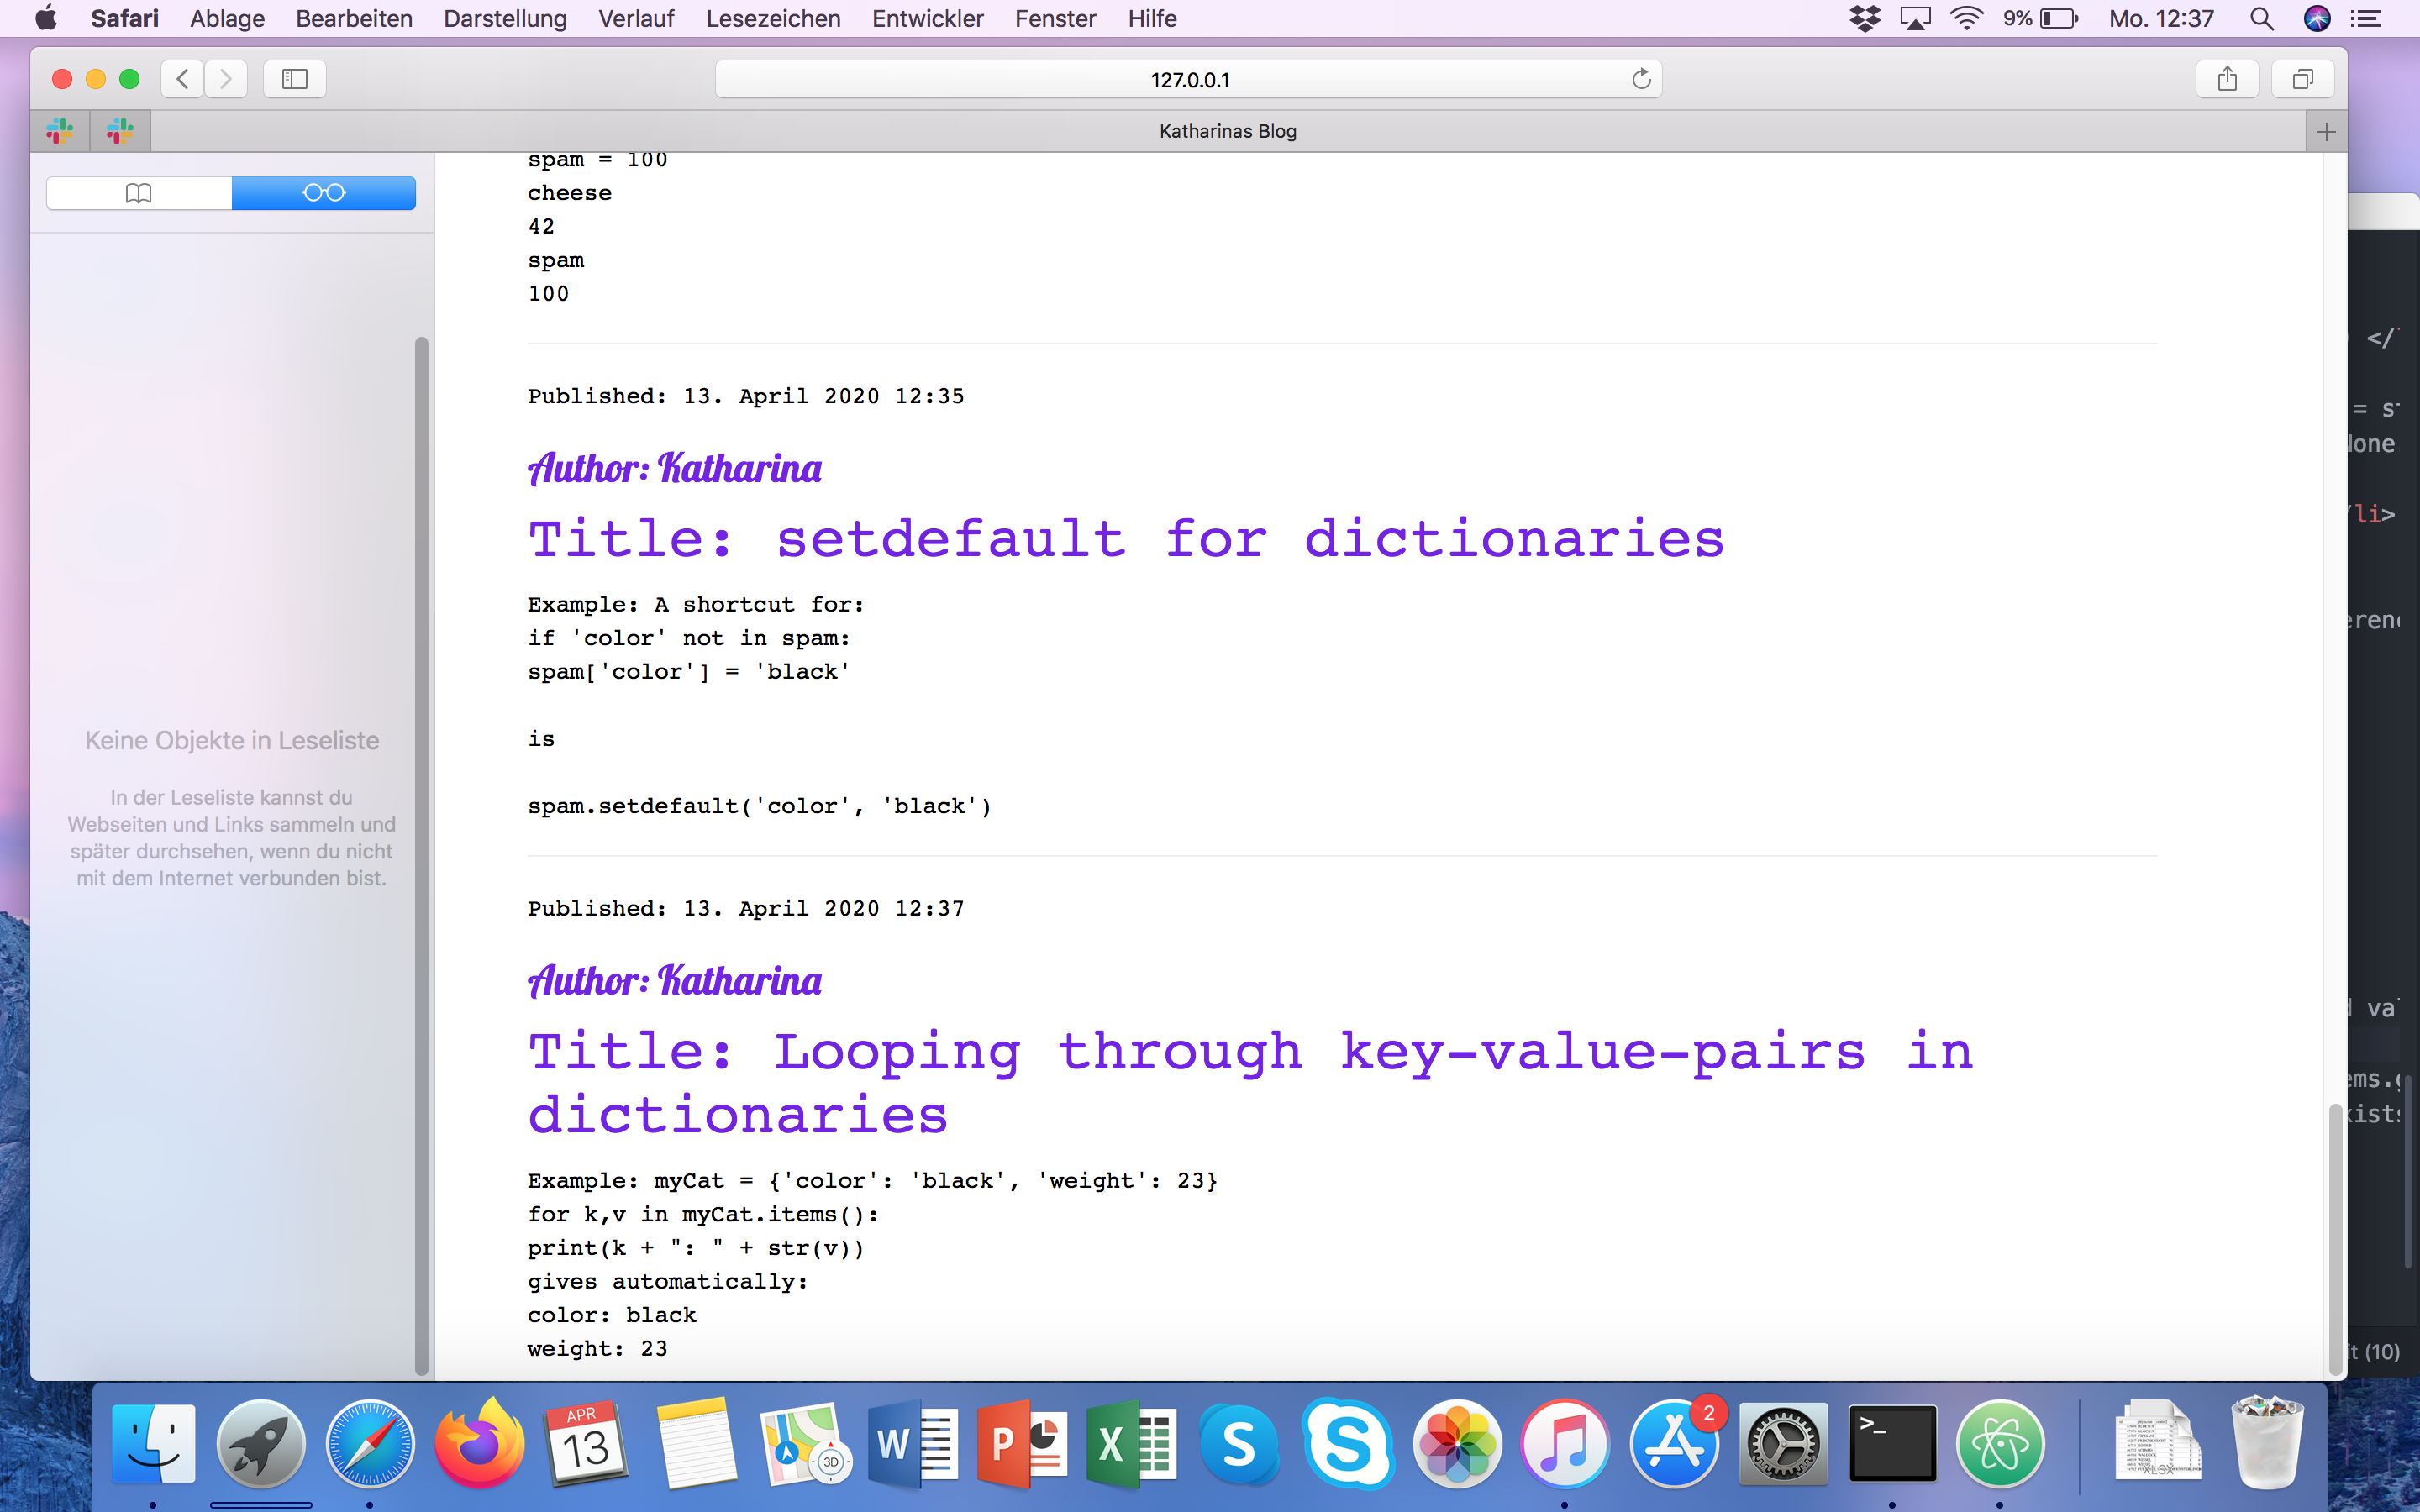 Safari Ablage Bearbeiten Darstellung Verlauf Lesezeichen Entwickler Fenster Hilfe 9% Mo. 12:37
127.0.0.1
Katharinas Blog
spam = 100
cheese
42
spam
100
Published: 13. April 2020 12:35
Author: Katharina
Title: setdefault for dictionaries
Example: A shortcut for:
if 'color' not in spam:
spam['color'] = 'black'
is
spam.setdefault('color', 'black')
Published: 13. April 2020 12:37
Author: Katharina
Title: Looping through key-value-pairs in
dictionaries
Example: myCat = {'color': 'black', 'weight': 23}
for k,v in myCat.items():
print(k + ": " + str(v))
gives automatically:
color: black
weight: 23
Keine Objekte in Leseliste
In der Leseliste kannst du
Webseiten und Links sammeln und
später durchsehen, wenn du nicht
mit dem Internet verbunden bist.
</
=
li>
(10)
APR
13
3D
W
P
X
S
S
2
>_
XLSX